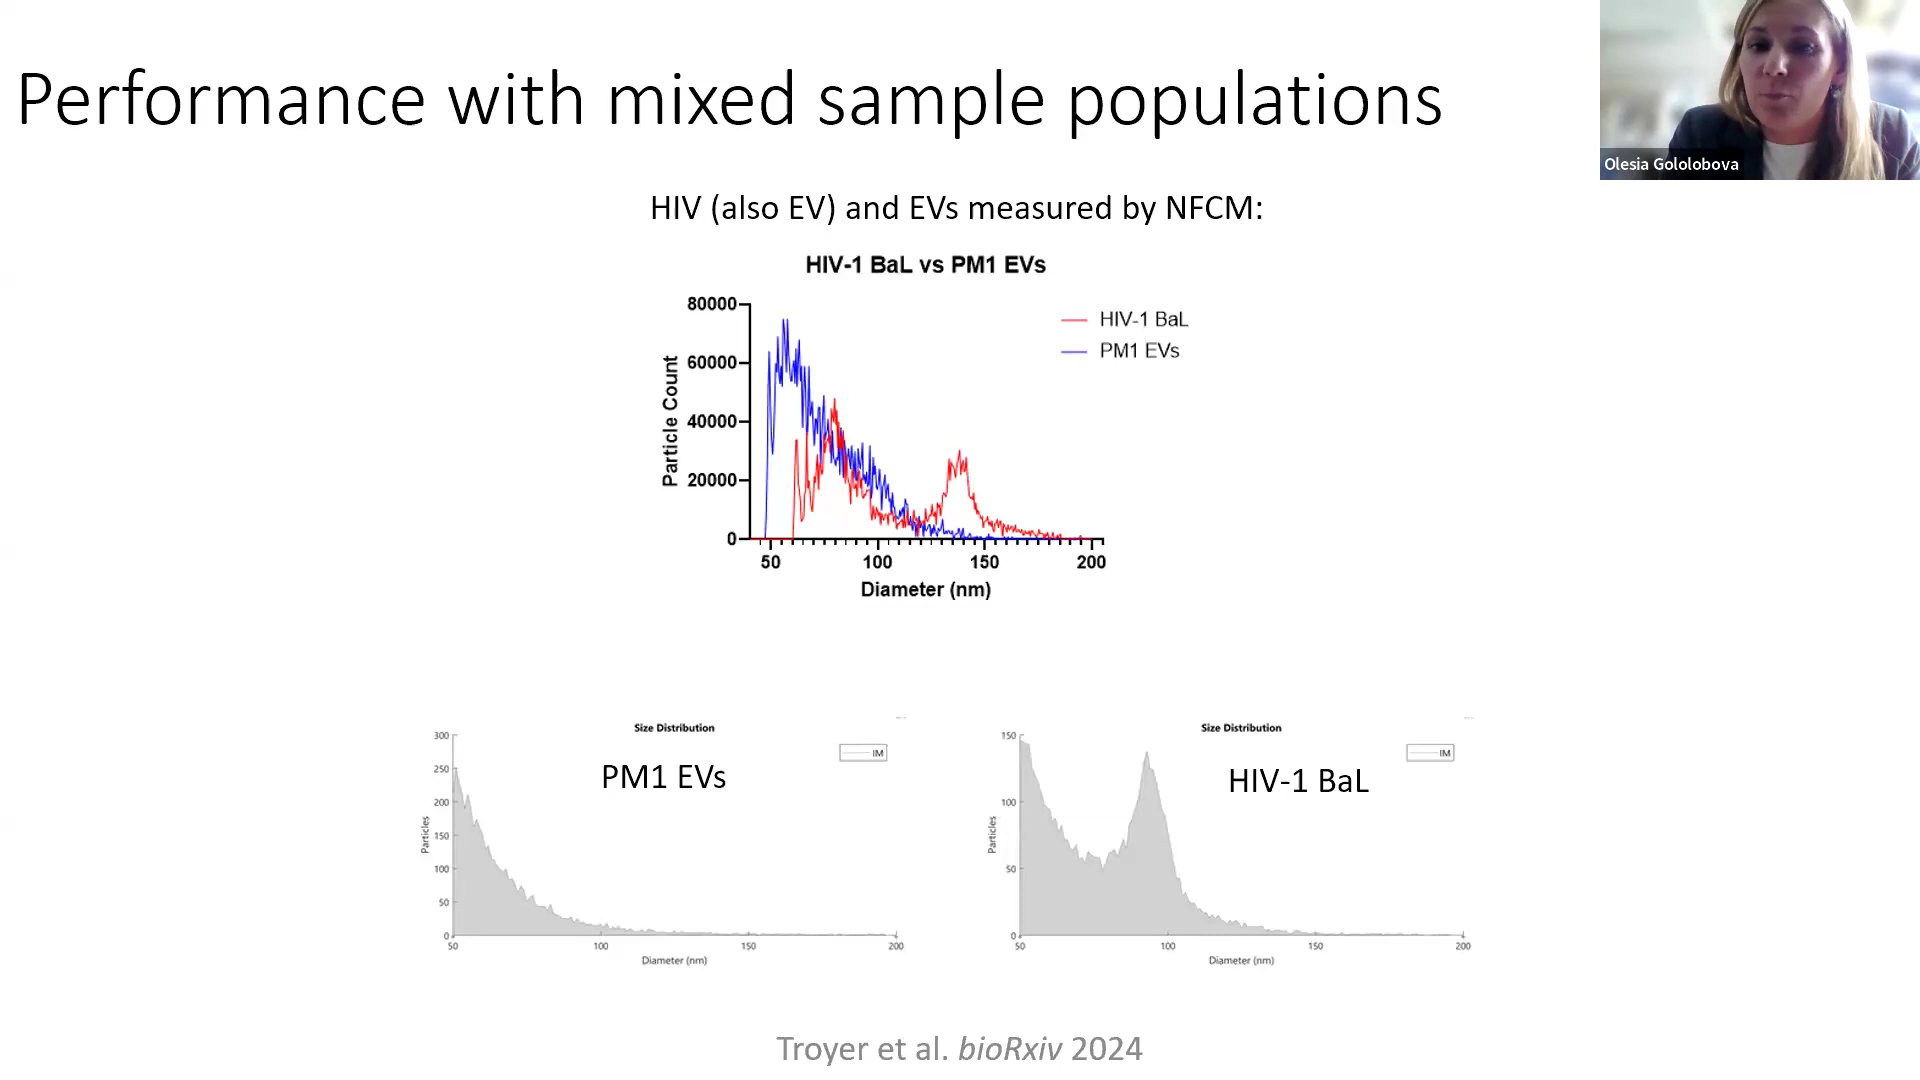 Performance with mixed sample populations
Olesia Gololobova
HIV (also EV) and EVs measured by NFCM:
HIV-1 BaL vs PM1 EVs
80000
60000
40000
20000
0
Particle Count
HIV-1 BaL
PM1 EVs
50 100 150 200
Diameter (nm)
Size Distribution
IM
PM1 EVs
300
250
200
150
100
50
0
Particles
50 100 150 200
Diameter (nm)
Size Distribution
IM
HIV-1 BaL
150
100
50
0
Particles
50 100 150 200
Diameter (nm)
Troyer et al. bioRxiv 2024